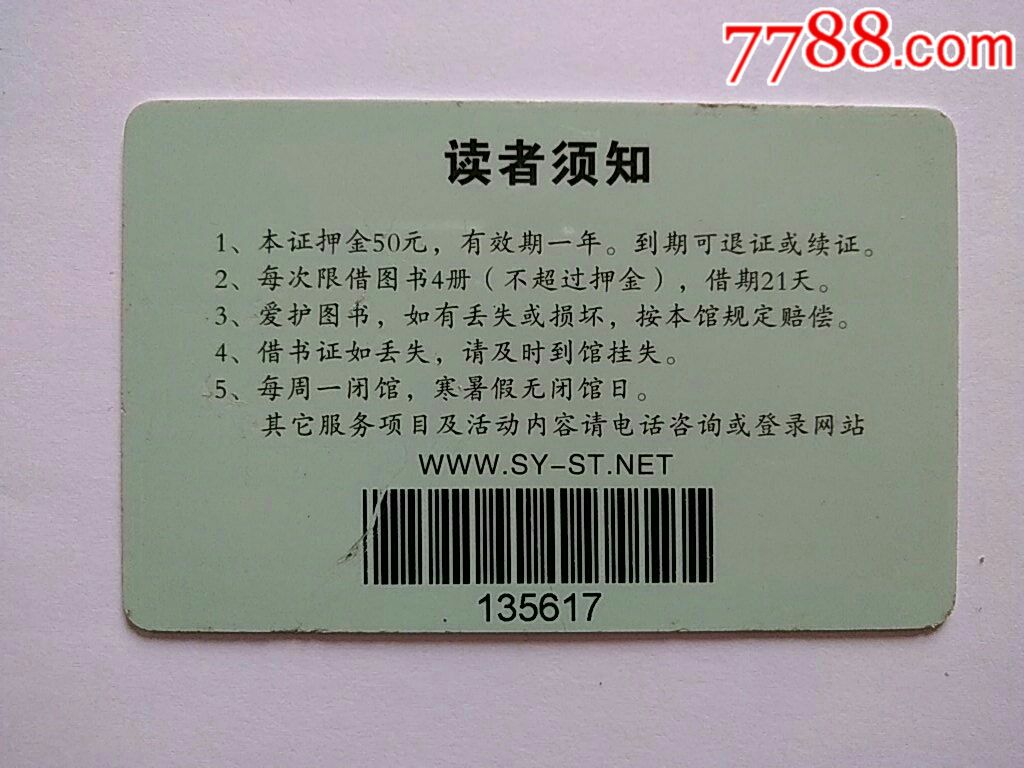 7788.com
读者须知
1、本证押金50元，有效期一年。到期可退证或续证。
2、每次限借图书4册（不超过押金），借期21天。
3、爱护图书，如有丢失或损坏，按本馆规定赔偿。
4、借书证如丢失，请及时到馆挂失。
5、每周一闭馆，寒暑假无闭馆日。
其它服务项目及活动内容请电话咨询或登录网站
WWW.SY-ST.NET
135617